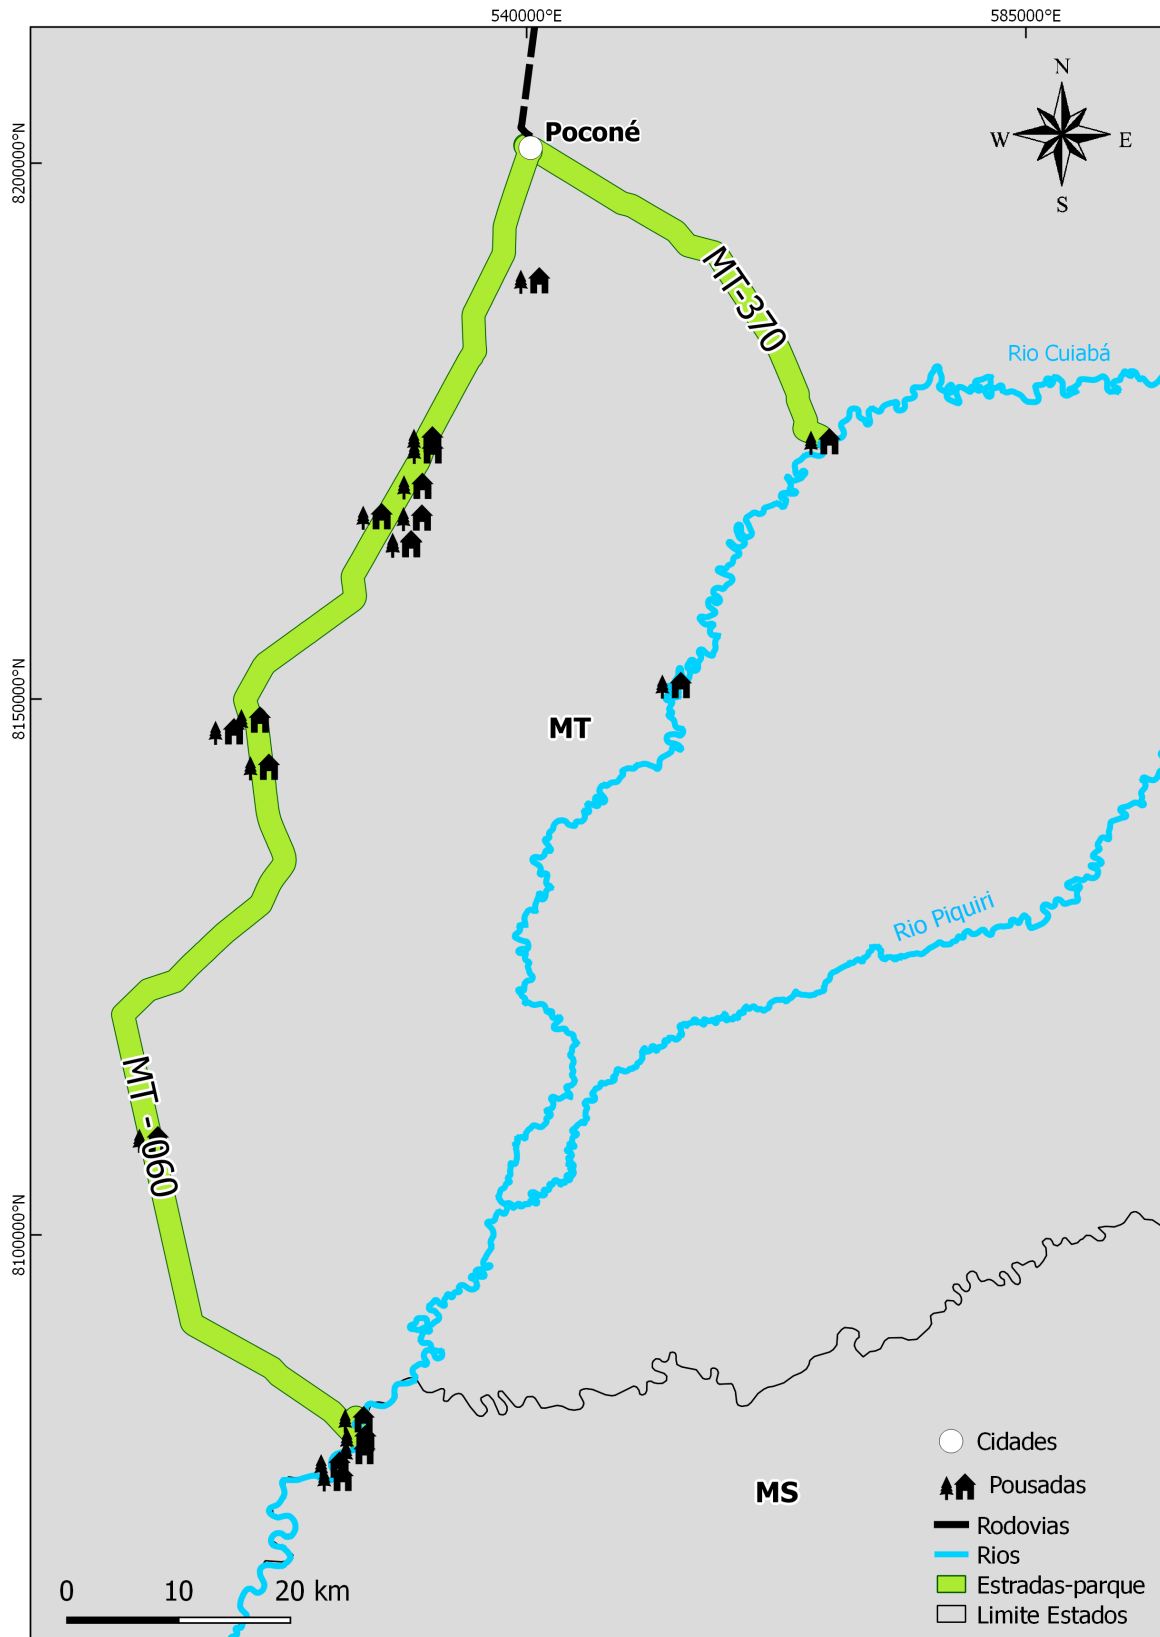 540000°E
585000°E
N
W
E
S
8200000°N
Poconé
MT-370
Rio Cuiabá
8150000°N
MT
Rio Piquiri
MT - 060
8100000°N
MS
Cidades
Pousadas
Rodovias
Rios
Estradas-parque
Limite Estados
0 10 20 km